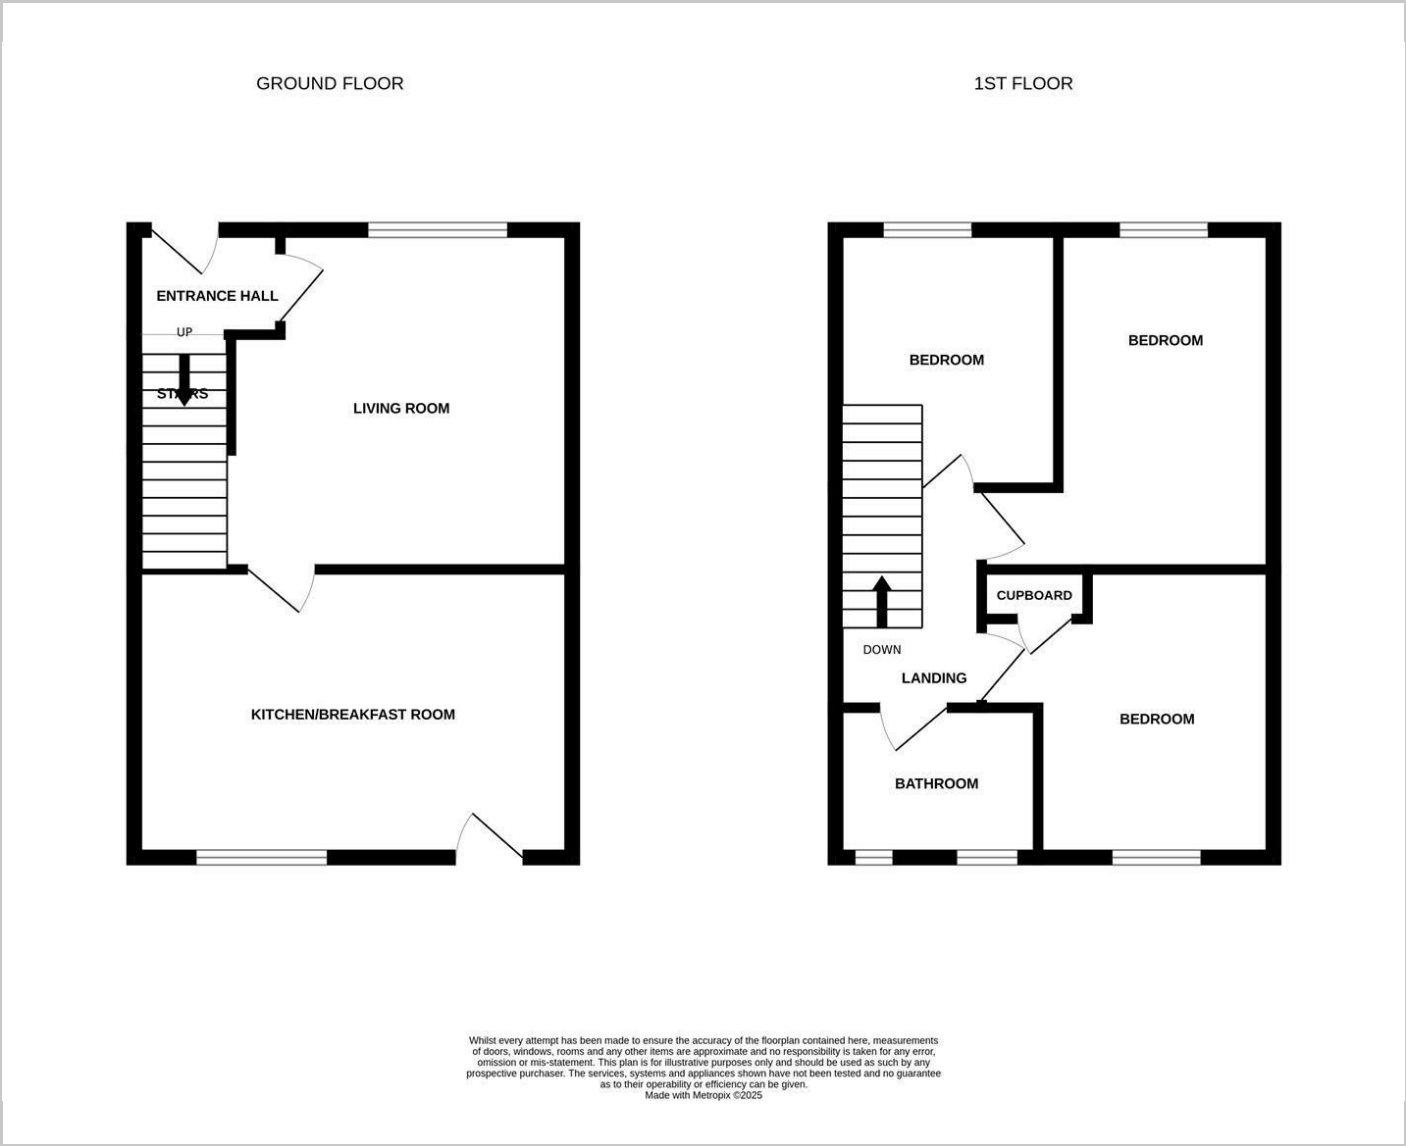 GROUND FLOOR
1ST FLOOR
ENTRANCE HALL
UP
STAIRS
LIVING ROOM
KITCHEN/BREAKFAST ROOM
BEDROOM
BEDROOM
CUPBOARD
DOWN
LANDING
BEDROOM
BATHROOM
Whilst every attempt has been made to ensure the accuracy of the floorplan contained here, measurements
of doors, windows, rooms and any other items are approximate and no responsibility is taken for any error,
omission or mis-statement. This plan is for illustrative purposes only and should be used as such by any
prospective purchaser. The services, systems and appliances shown have not been tested and no guarantee
as to their operability or efficiency can be given.
Made with Metropix ©2025